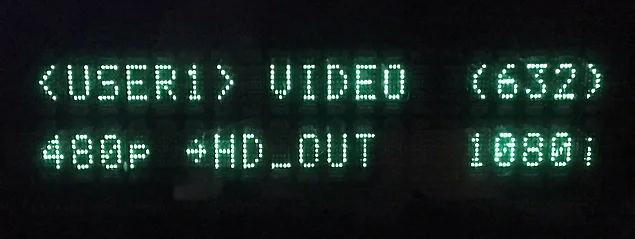 <USER1> VIDEO (632)
480p →HD_OUT 1080i